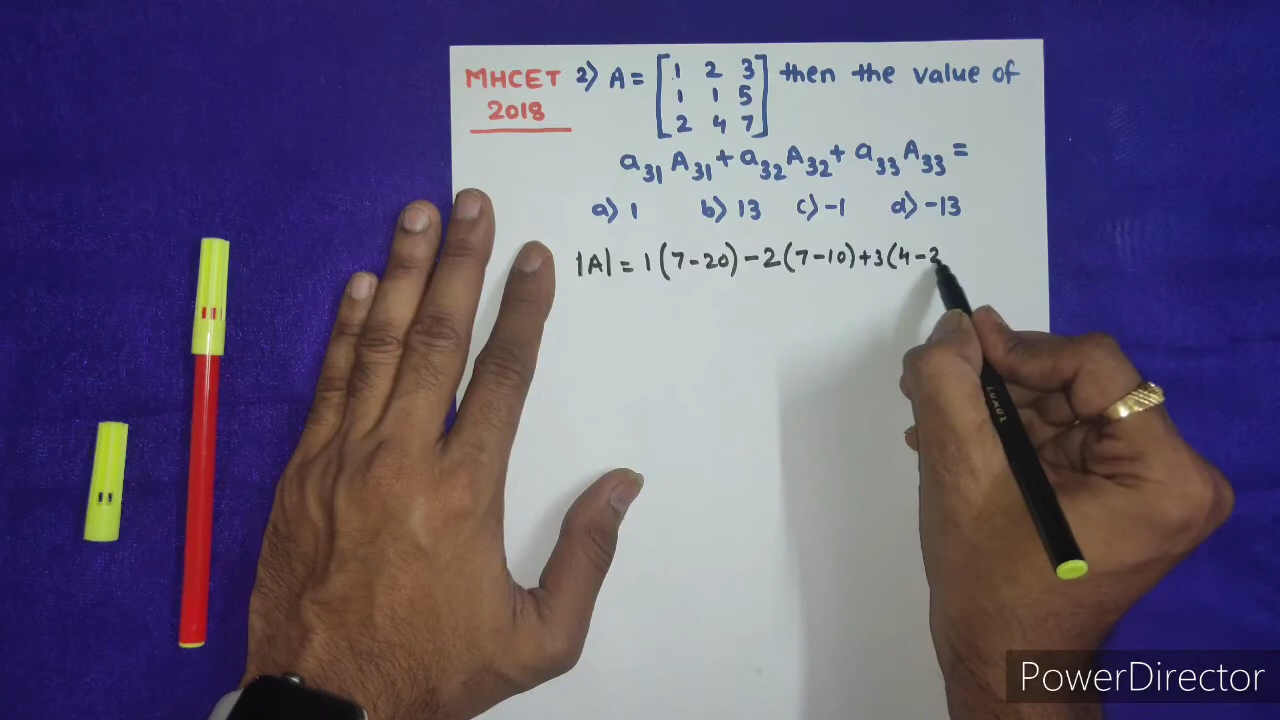 MHCET 2) A = [ 1 2 3 ] then the value of
2018 1 1 5
2 4 7
a31 A31 + a32 A32 + a33 A33 =
a) 1 b) 13 c) -1 d) -13
|A| = 1(7-20) - 2(7-10) + 3(4-2
LUXOR
PowerDirector